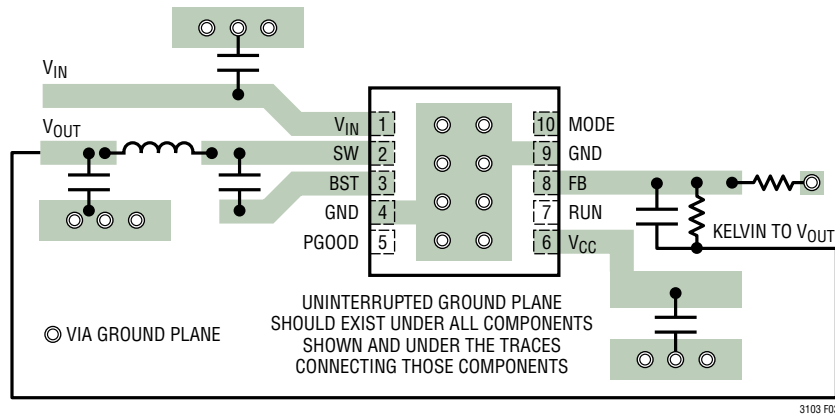 VIN
VOUT
VIN 1
SW 2
BST 3
GND 4
PGOOD 5
10 MODE
9 GND
8 FB
7 RUN
6 VCC
KELVIN TO VOUT
VIA GROUND PLANE
UNINTERRUPTED GROUND PLANE
SHOULD EXIST UNDER ALL COMPONENTS
SHOWN AND UNDER THE TRACES
CONNECTING THOSE COMPONENTS